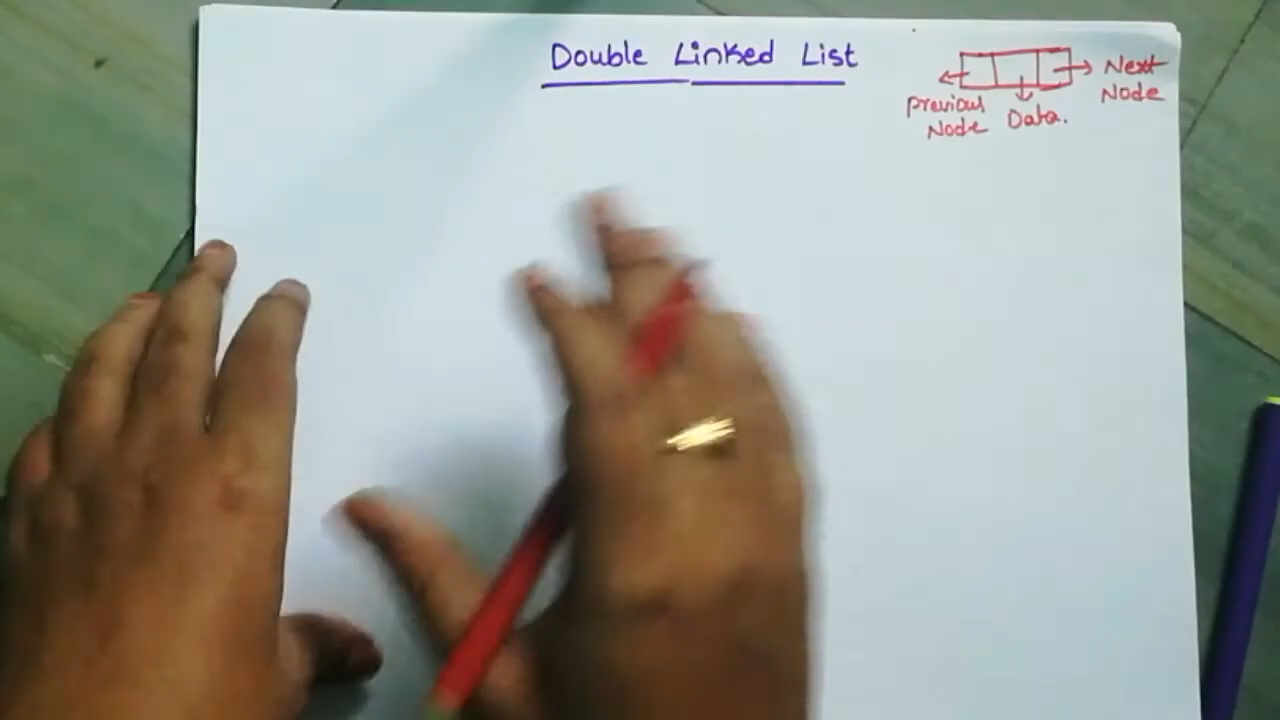 Double Linked List
Next
Node
Previous
Node
Data.